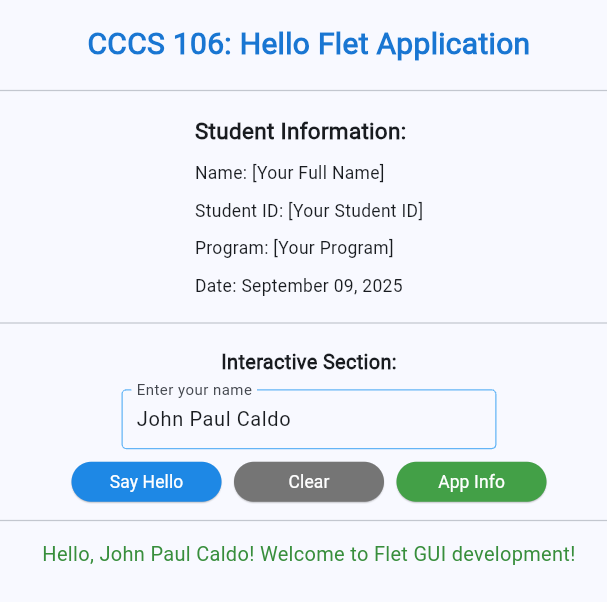 CCCS 106: Hello Flet Application
Student Information:
Name: [Your Full Name]
Student ID: [Your Student ID]
Program: [Your Program]
Date: September 09, 2025
Interactive Section:
Enter your name
John Paul Caldo
Say Hello Clear App Info
Hello, John Paul Caldo! Welcome to Flet GUI development!